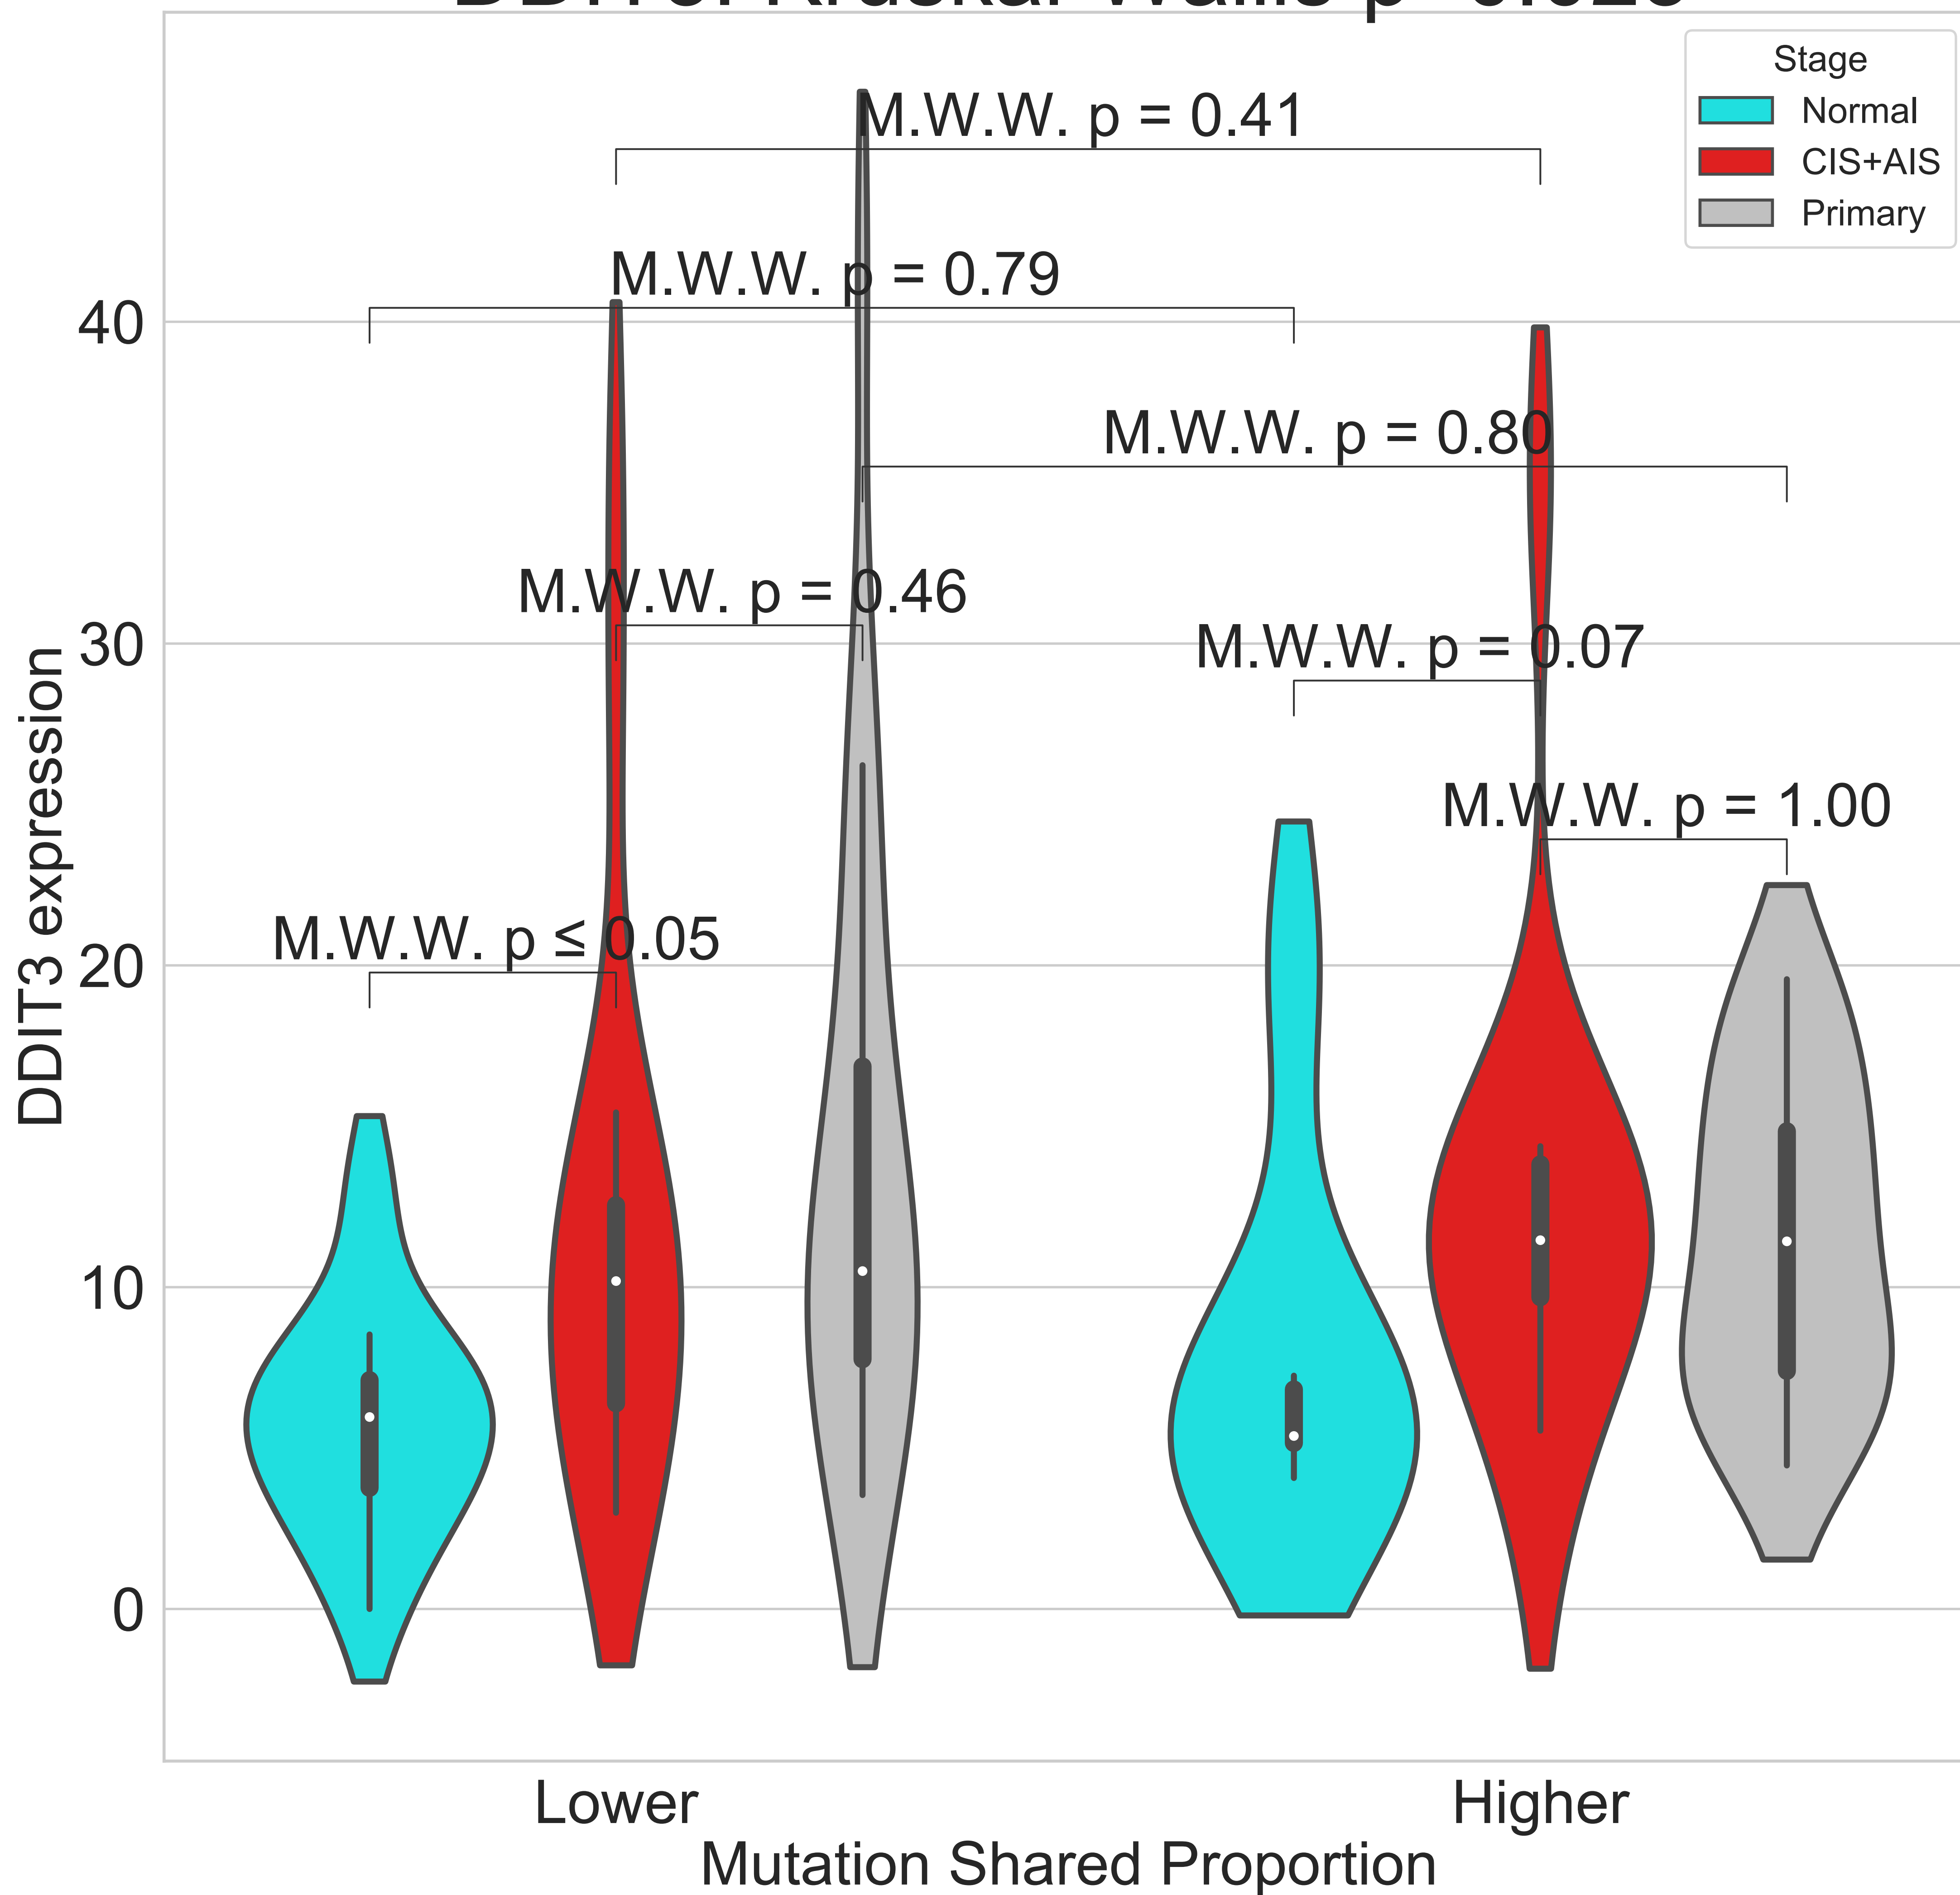 Stage
Normal
CIS+AIS
Primary
M.W.W. p = 0.41
M.W.W. p = 0.79
M.W.W. p = 0.80
M.W.W. p = 0.46
M.W.W. p = 0.07
M.W.W. p = 1.00
M.W.W. p ≤ 0.05
40
30
20
10
0
DDIT3 expression
Lower
Higher
Mutation Shared Proportion